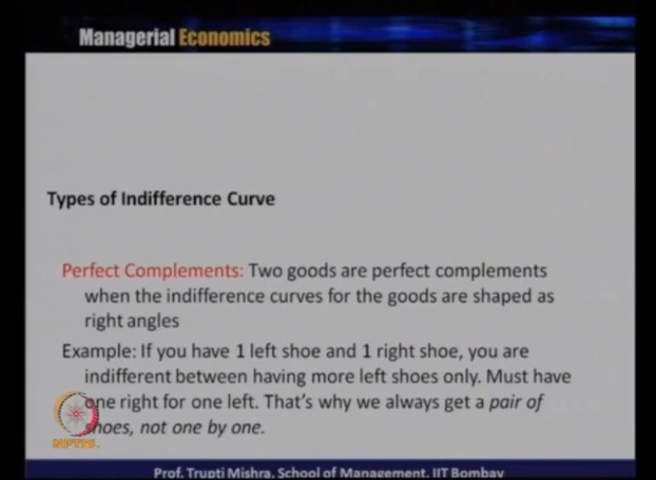 Managerial Economics
Types of Indifference Curve
Perfect Complements: Two goods are perfect complements
when the indifference curves for the goods are shaped as
right angles
Example: If you have 1 left shoe and 1 right shoe, you are
indifferent between having more left shoes only. Must have
one right for one left. That's why we always get a pair of
shoes, not one by one.
NPTEL
Prof. Trupti Mishra, School of Management, IIT Bombay